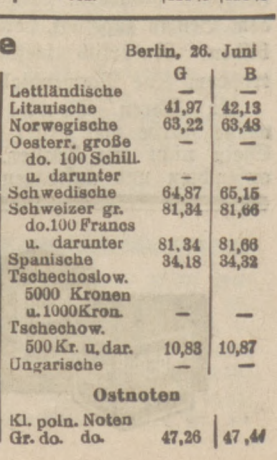 e
Berlin, 26. Juni
G B
Lettländische — —
Litauische 41,97 42,13
Norwegische 63,22 63,48
Oesterr. große — —
do. 100 Schill.
u. darunter - —
Schwedische 64,87 65,15
Schweizer gr. 81,34 81,66
do.100 Francs
u. darunter 81,34 81,66
Spanische 34,18 34,32
Tschechoslow.
5000 Kronen
u. 1000Kron. — —
Tschechow.
500 Kr. u. dar. 10,83 10,87
Ungarische — —
Ostnoten
Kl. poln. Noten
Gr. do. do. 47,26 47,44